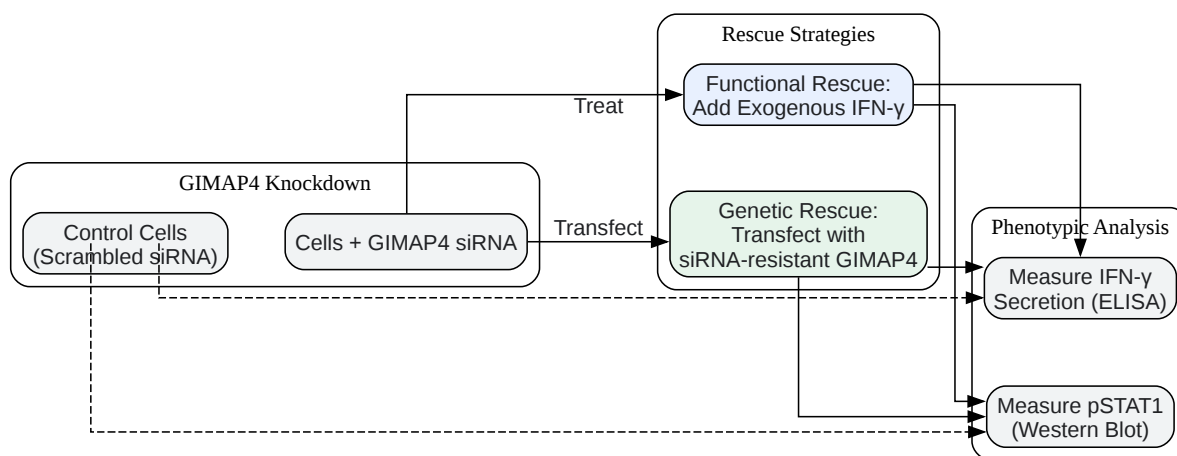 Rescue Strategies
Functional Rescue:
Add Exogenous IFN-γ
Treat
GIMAP4 Knockdown
Control Cells
(Scrambled siRNA)
Cells + GIMAP4 siRNA
Transfect
Genetic Rescue:
Transfect with
siRNA-resistant GIMAP4
Phenotypic Analysis
Measure IFN-γ
Secretion (ELISA)
Measure pSTAT1
(Western Blot)